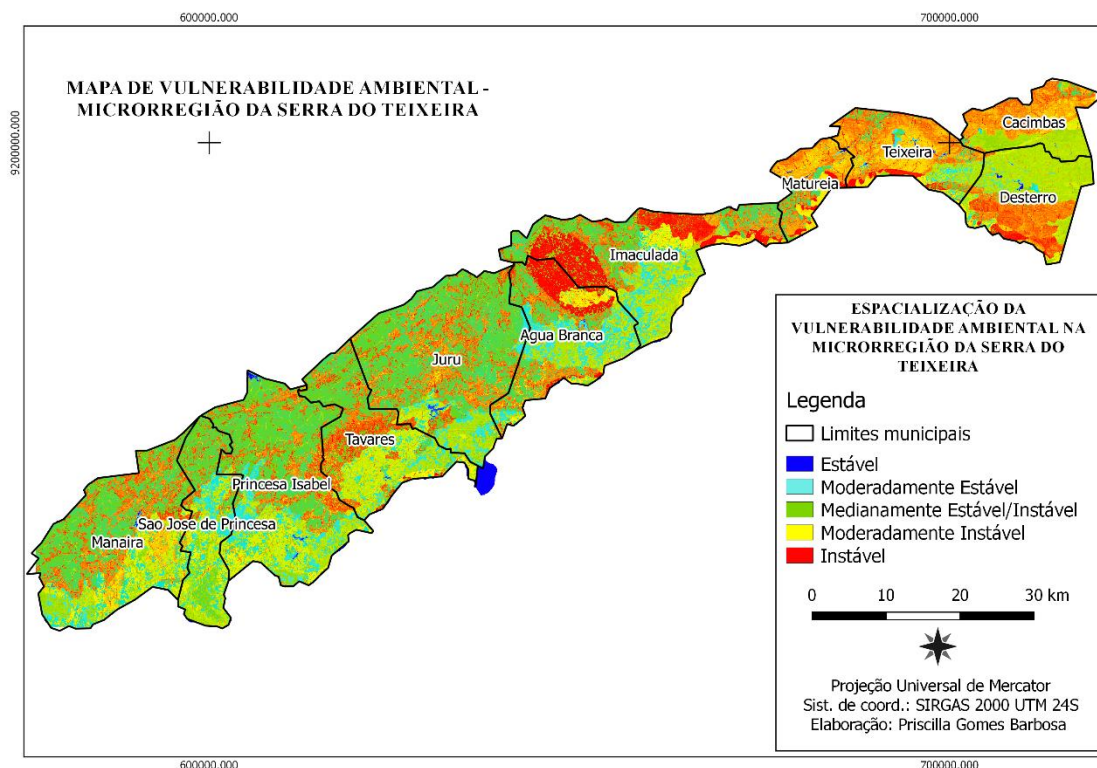 600000.000
700000.000
MAPA DE VULNERABILIDADE AMBIENTAL -
MICRORREGIÃO DA SERRA DO TEIXEIRA
9200000.000
9200000.000
Cacimbas
Teixeira
Matureia
Desterro
Imaculada
Agua Branca
Juru
Tavares
Princesa Isabel
Sao Jose de Princesa
Manaira
ESPACIALIZAÇÃO DA
VULNERABILIDADE AMBIENTAL NA
MICRORREGIÃO DA SERRA DO
TEIXEIRA
Legenda
Limites municipais
Estável
Moderadamente Estável
Medianamente Estável/Instável
Moderadamente Instável
Instável
0 10 20 30 km
Projeção Universal de Mercator
Sist. de coord.: SIRGAS 2000 UTM 24S
Elaboração: Priscilla Gomes Barbosa
600000.000
700000.000